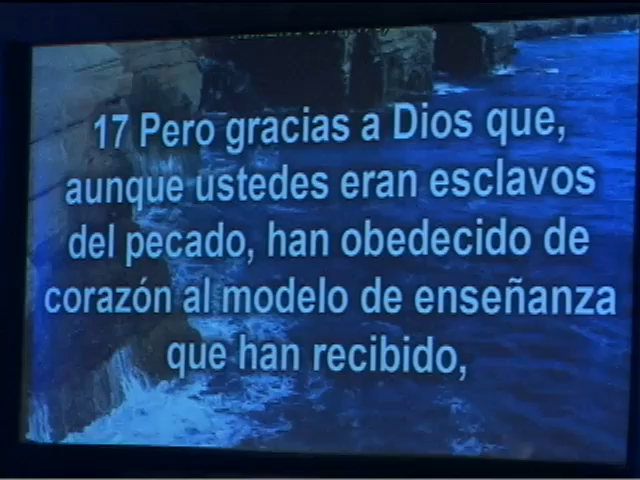 17 Pero gracias a Dios que,
aunque ustedes eran esclavos
del pecado, han obedecido de
corazón al modelo de enseñanza
que han recibido,